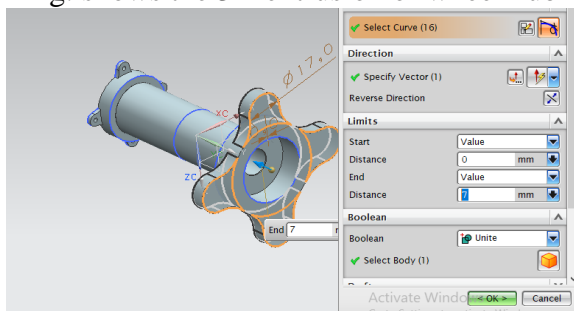 Select Curve (16)
Direction
Specify Vector (1)
Reverse Direction
Limits
Start Value
Distance 0 mm
End Value
Distance 7 mm
Boolean
Boolean Unite
Select Body (1)
Activate Windo
< OK > Cancel
Ø17,0
XC
ZC
End 7